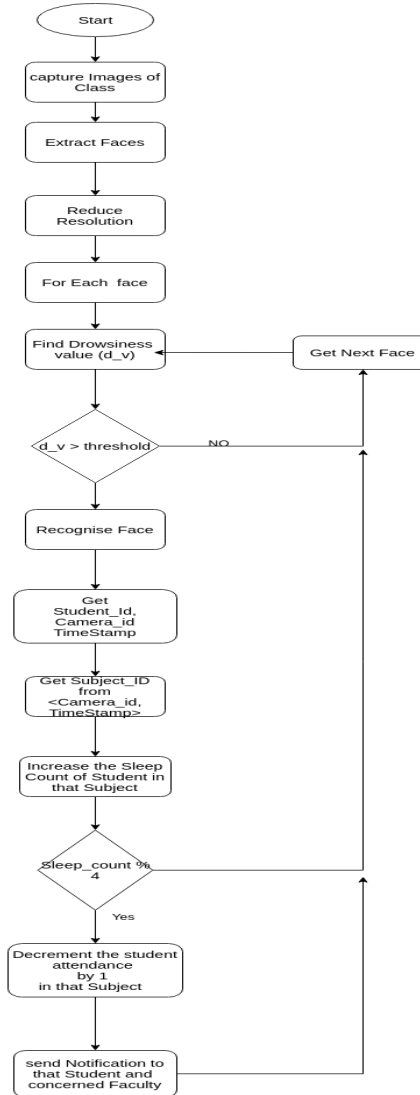 Start
capture Images of
Class
Extract Faces
Reduce
Resolution
For Each face
Find Drowsiness
value (d_v)
Get Next Face
d_v > threshold
NO
Recognise Face
Get
Student_Id,
Camera_id
TimeStamp
Get Subject_ID
from
<Camera_id,
TimeStamp>
Increase the Sleep
Count of Student in
that Subject
Sleep_count %
4
Yes
Decrement the student
attendance
by 1
in that Subject
send Notification to
that Student and
concerned Faculty